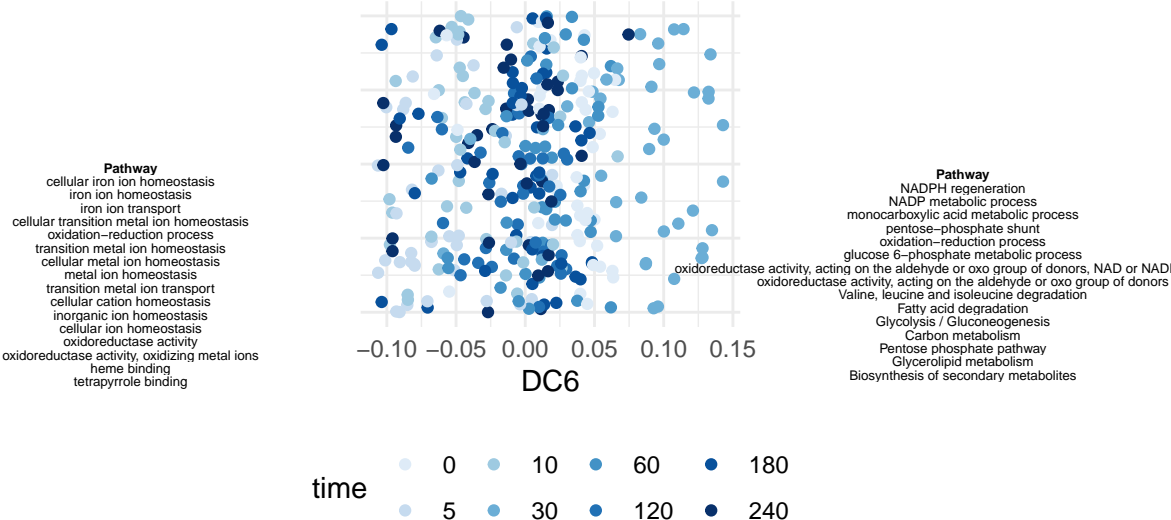 Pathway
cellular iron ion homeostasis
iron ion homeostasis
iron ion transport
cellular transition metal ion homeostasis
oxidation−reduction process
transition metal ion homeostasis
cellular metal ion homeostasis
metal ion homeostasis
transition metal ion transport
cellular cation homeostasis
inorganic ion homeostasis
cellular ion homeostasis
oxidoreductase activity
oxidoreductase activity, oxidizing metal ions
heme binding
tetrapyrrole binding
−0.10 −0.05 0.00 0.05 0.10 0.15
DC6
Pathway
NADPH regeneration
NADP metabolic process
monocarboxylic acid metabolic process
pentose−phosphate shunt
oxidation−reduction process
glucose 6−phosphate metabolic process
oxidoreductase activity, acting on the aldehyde or oxo group of donors, NAD or
oxidoreductase activity, acting on the aldehyde or oxo group of donors
Valine, leucine and isoleucine degradation
Fatty acid degradation
Glycolysis / Gluconeogenesis
Carbon metabolism
Pentose phosphate pathway
Glycerolipid metabolism
Biosynthesis of secondary metabolites
time
0 10 60 180
5 30 120 240